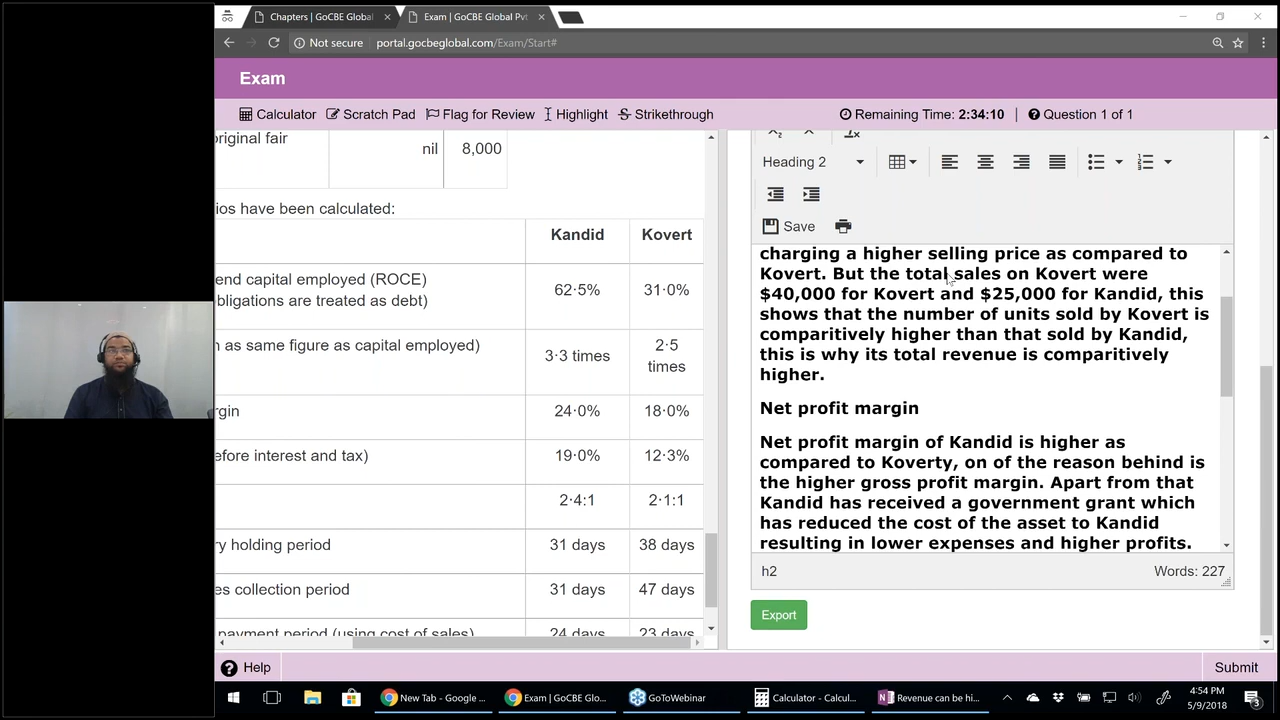 Chapters | GoCBE Global
Exam | GoCBE Global Pvt
Not secure portal.gocbeglobal.com/Exam/Start#
Exam
Calculator Scratch Pad Flag for Review Highlight Strikethrough Remaining Time: 2:34:10 | Question 1 of 1
original fair
nil 8,000
ios have been calculated:
Kandid Kovert
end capital employed (ROCE)
bligations are treated as debt)
62·5% 31·0%
n as same figure as capital employed)
3·3 times 2·5
times
rgin 24·0% 18·0%
efore interest and tax) 19·0% 12·3%
2·4:1 2·1:1
ry holding period 31 days 38 days
es collection period 31 days 47 days
payment period (using cost of sales) 24 days 23 days
Heading 2
Save
charging a higher selling price as compared to
Kovert. But the total sales on Kovert were
$40,000 for Kovert and $25,000 for Kandid, this
shows that the number of units sold by Kovert is
comparitively higher than that sold by Kandid,
this is why its total revenue is comparitively
higher.
Net profit margin
Net profit margin of Kandid is higher as
compared to Koverty, on of the reason behind is
the higher gross profit margin. Apart from that
Kandid has received a government grant which
has reduced the cost of the asset to Kandid
resulting in lower expenses and higher profits.
h2 Words: 227
Export
Help Submit
New Tab - Google ... Exam | GoCBE Glo... GoToWebinar Calculator - Calcul... Revenue can be hi... 4:54 PM
5/9/2018 3